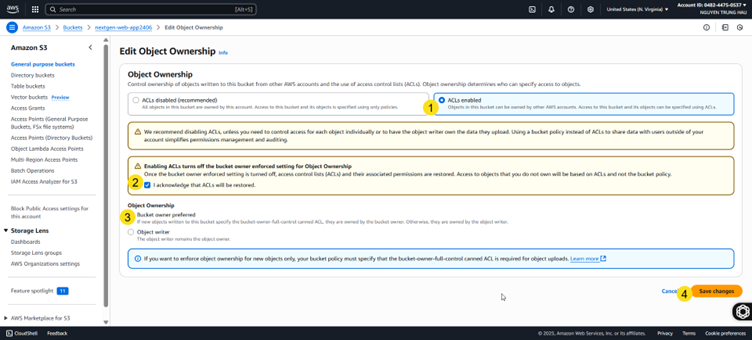 aws
Search
[Alt+S]
United States (N. Virginia)
Account ID: 0482-4475-0537
NGUYEN TRUNG HAU
Amazon S3 > Buckets > nextgen-web-app2406 > Edit Object Ownership
Amazon S3
General purpose buckets
Directory buckets
Table buckets
Vector buckets Preview
Access Grants
Access Points (General Purpose Buckets, FSx file systems)
Access Points (Directory Buckets)
Object Lambda Access Points
Multi-Region Access Points
Batch Operations
IAM Access Analyzer for S3
Block Public Access settings for this account
Storage Lens
Dashboards
Storage Lens groups
AWS Organizations settings
Feature spotlight 11
AWS Marketplace for S3
Edit Object Ownership Info
Object Ownership
Control ownership of objects written to this bucket from other AWS accounts and the use of access control lists (ACLs). Object ownership determines who can specify access to objects.
ACLs disabled (recommended)
All objects in this bucket are owned by this account. Access to this bucket and its objects is specified using only policies.
1
ACLs enabled
Objects in this bucket can be owned by other AWS accounts. Access to this bucket and its objects can be specified using ACLs.
We recommend disabling ACLs, unless you need to control access for each object individually or to have the object writer own the data they upload. Using a bucket policy instead of ACLs to share data with users outside of your account simplifies permissions management and auditing.
Enabling ACLs turns off the bucket owner enforced setting for Object Ownership
Once the bucket owner enforced setting is turned off, access control lists (ACLs) and their associated permissions are restored. Access to objects that you do not own will be based on ACLs and not the bucket policy.
2
I acknowledge that ACLs will be restored.
Object Ownership
3
Bucket owner preferred
If new objects written to this bucket specify the bucket-owner-full-control canned ACL, they are owned by the bucket owner. Otherwise, they are owned by the object writer.
Object writer
The object writer remains the object owner.
If you want to enforce object ownership for new objects only, your bucket policy must specify that the bucket-owner-full-control canned ACL is required for object uploads. Learn more
4
Save changes
CloudShell
Feedback
© 2025, Amazon Web Services, Inc. or its affiliates.
Privacy
Terms
Cookie preferences